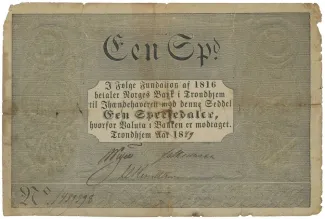 Een Spd.
I Følge Fundation af 1816
betaler Norges Bank i Trondhjem
til Ihændehaveren mod denne Seddel
Een Speciedaler,
hvorfor Valuta i Banken er modtaget.
Trondhjem Aar
No